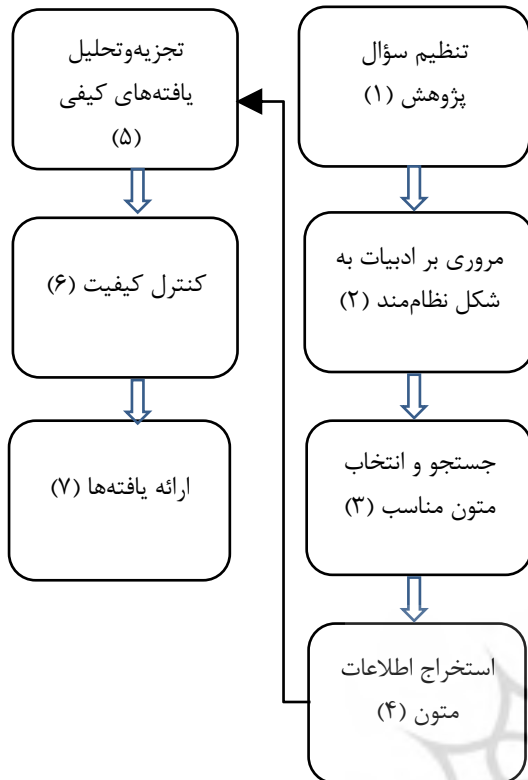 تنظیم سؤال
پژوهش (۱)
مروری بر ادبیات به
شکل نظام‌مند (۲)
جستجو و انتخاب
متون مناسب (۳)
استخراج اطلاعات
متون (۴)
تجزیه‌وتحلیل
یافته‌های کیفی
(۵)
کنترل کیفیت (۶)
ارائه یافته‌ها (۷)